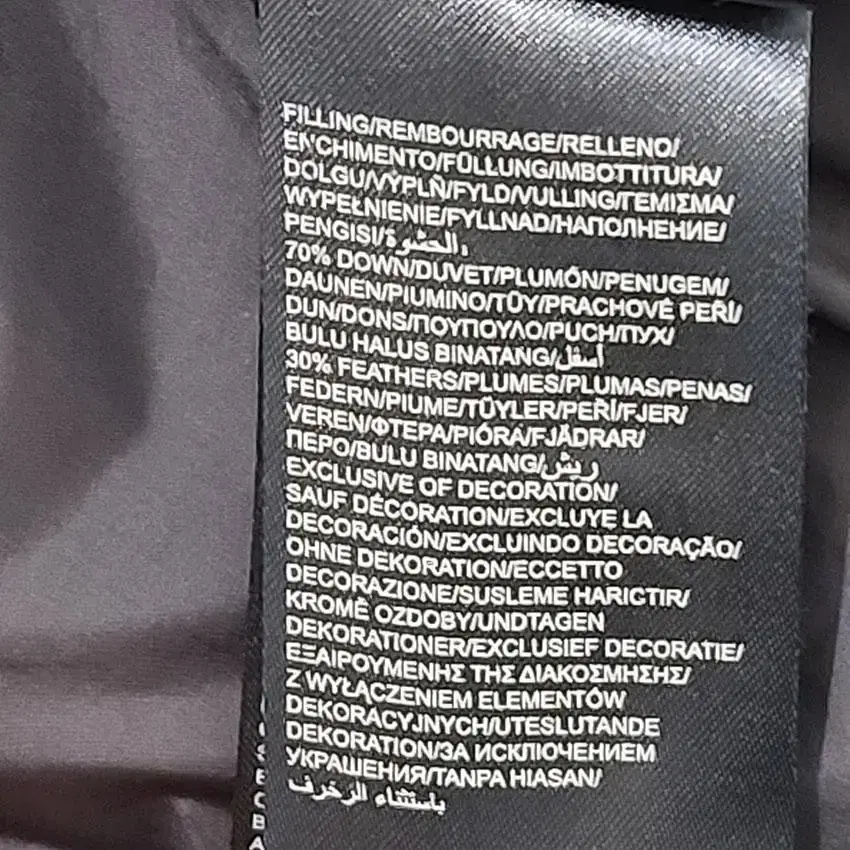 FILLING/REMBOURRAGE/RELLENO/
ENCHIMENTO/FÜLLUNG/IMBOTTITURA/
DOLGU/VÝPLŇ/FYLD/VULLING/ΓΕΜΙΣΜΑ/
WYPEŁNIENIE/FYLLNAD/НАПОЛНЕНИЕ/
PENGISI/الحشوة،
70% DOWN/DUVET/PLUMÓN/PENUGEM/
DAUNEN/PIUMINO/TÜY/PRACHOVÉ PEŘÍ/
DUN/DONS/ΠΟΥΠΟΥΛΟ/PUCH/ПУХ/
BULU HALUS BINATANG/أسفل
30% FEATHERS/PLUMES/PLUMAS/PENAS/
FEDERN/PIUME/TÜYLER/PEŘÍ/FJER/
VEREN/ΦΤΕΡΑ/PIÓRA/FJÄDRAR/
ПЕРО/BULU BINATANG/ريش
EXCLUSIVE OF DECORATION/
SAUF DÉCORATION/EXCLUYE LA
DECORACIÓN/EXCLUINDO DECORAÇÃO/
OHNE DEKORATION/ECCETTO
DECORAZIONE/SUSLEME HARICTIR/
KROMĚ OZDOBY/UNDTAGEN
DEKORATIONER/EXCLUSIEF DECORATIE/
ΕΞΑΙΡΟΥΜΕΝΗΣ ΤΗΣ ΔΙΑΚΟΣΜΗΣΗΣ/
Z WYŁĄCZENIEM ELEMENTÓW
DEKORACYJNYCH/UTESLUTANDE
DEKORATION/ЗА ИСКЛЮЧЕНИЕМ
УКРАШЕНИЯ/TANPA HIASAN/
باستثناء الزخرف